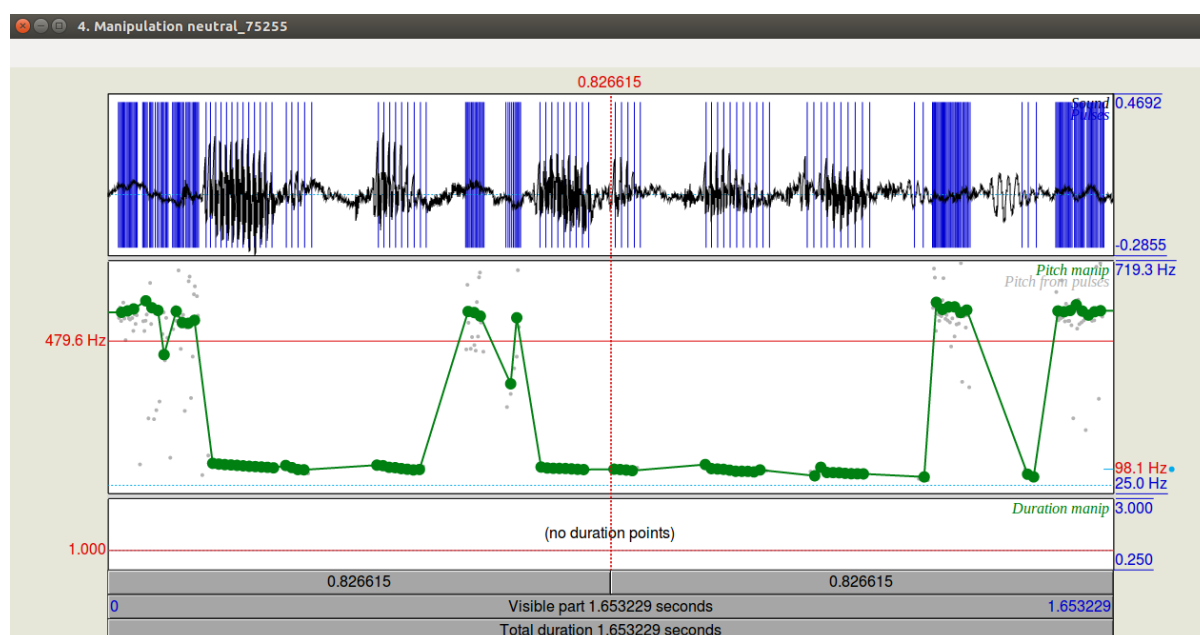 4. Manipulation neutral_75255
0.826615
Sound
Pulses
0.4692
-0.2855
Pitch manip
Pitch from pulses
719.3 Hz
479.6 Hz
98.1 Hz
25.0 Hz
Duration manip
3.000
(no duration points)
1.000
0.250
0.826615 0.826615
0 Visible part 1.653229 seconds 1.653229
Total duration 1.653229 seconds